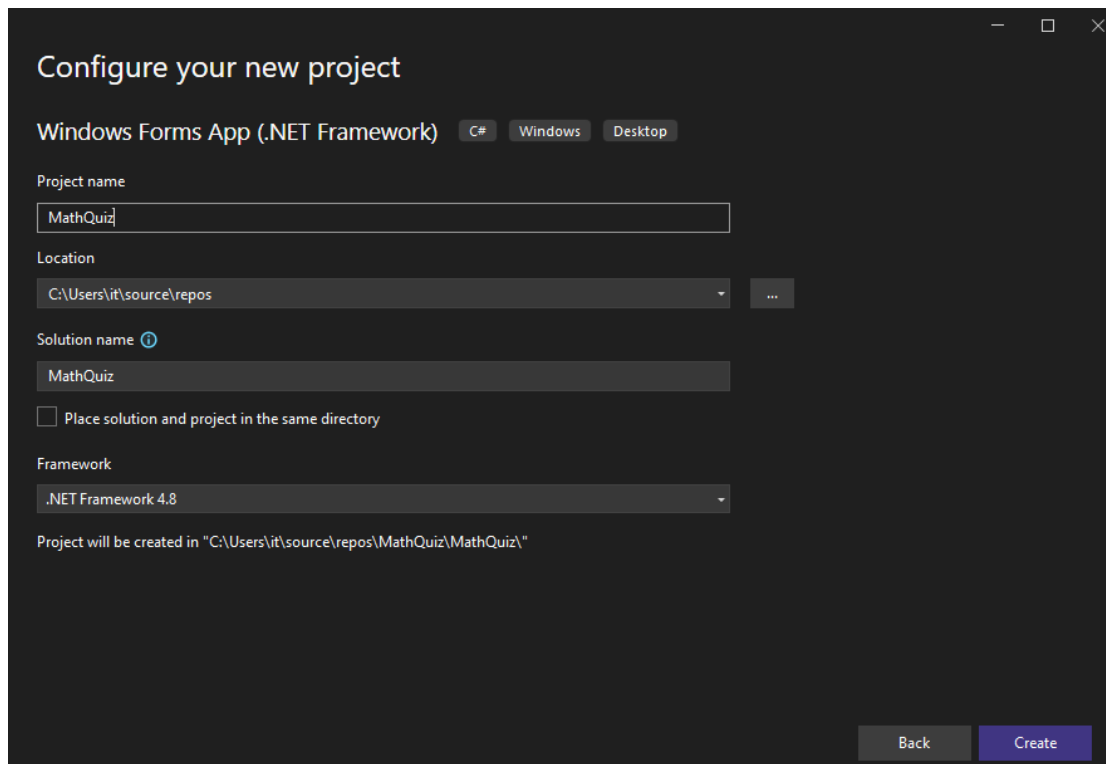 Configure your new project
Windows Forms App (.NET Framework) C# Windows Desktop
Project name
MathQuiz
Location
C:\Users\it\source\repos
...
Solution name
MathQuiz
Place solution and project in the same directory
Framework
.NET Framework 4.8
Project will be created in "C:\Users\it\source\repos\MathQuiz\MathQuiz\"
Back Create